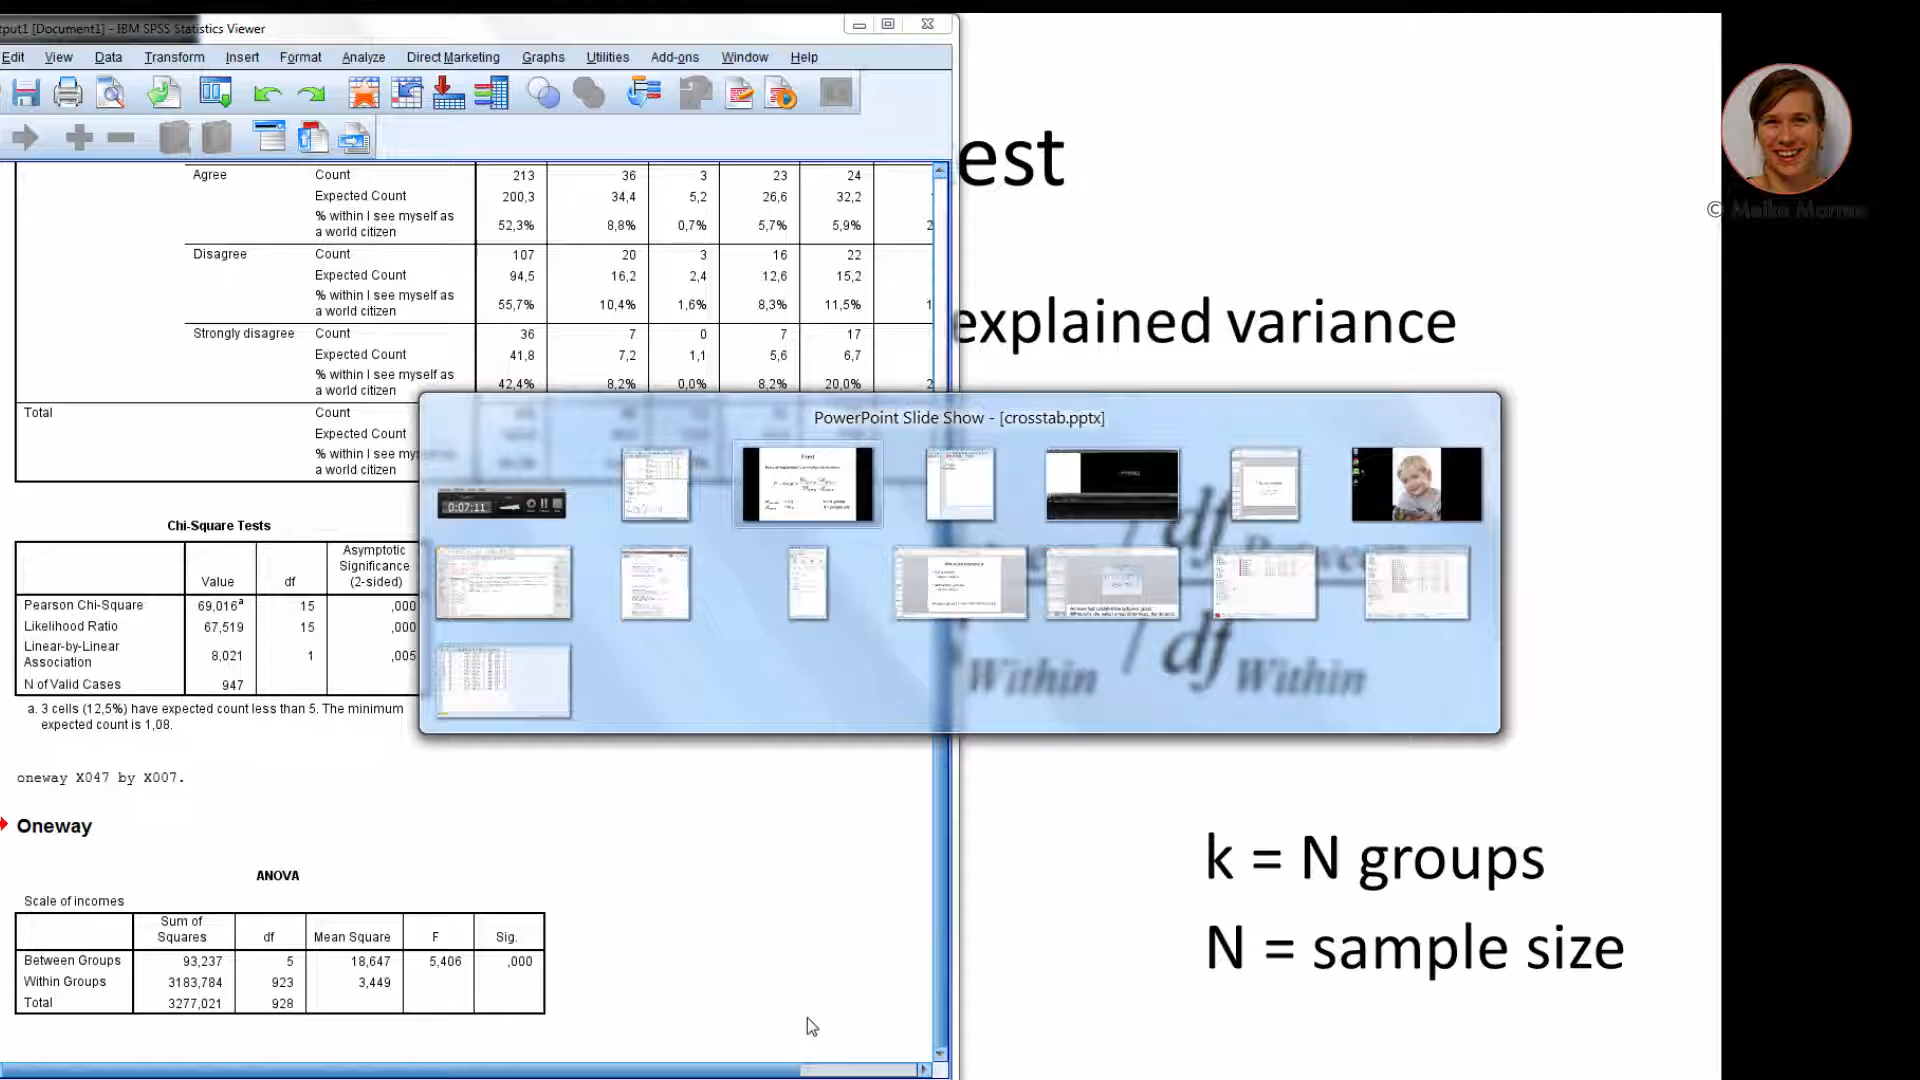 tput1 [Document1] - IBM SPSS Statistics Viewer
Edit View Data Transform Insert Format Analyze Direct Marketing Graphs Utilities Add-ons Window Help
Agree Count 213 36 3 23 24
Expected Count 200,3 34,4 5,2 26,6 32,2
% within I see myself as a world citizen 52,3% 8,8% 0,7% 5,7% 5,9% 2
Disagree Count 107 20 3 16 22
Expected Count 94,5 16,2 2,4 12,6 15,2
% within I see myself as a world citizen 55,7% 10,4% 1,6% 8,3% 11,5% 1
Strongly disagree Count 36 7 0 7 17
Expected Count 41,8 7,2 1,1 5,6 6,7
% within I see myself as a world citizen 42,4% 8,2% 0,0% 8,2% 20,0% 2
Total Count
Expected Count
% within I see my
a world citizen
Chi-Square Tests
Value df Asymptotic Significance (2-sided)
Pearson Chi-Square 69,016a 15 ,000
Likelihood Ratio 67,519 15 ,000
Linear-by-Linear Association 8,021 1 ,005
N of Valid Cases 947
a. 3 cells (12,5%) have expected count less than 5. The minimum
expected count is 1,08.
oneway X047 by X007.
Oneway
ANOVA
Scale of incomes
Sum of Squares df Mean Square F Sig.
Between Groups 93,237 5 18,647 5,406 ,000
Within Groups 3183,784 923 3,449
Total 3277,021 928
PowerPoint Slide Show - [crosstab.pptx]
0:07:11
est
explained variance
df
Within / df Within
k = N groups
N = sample size
©